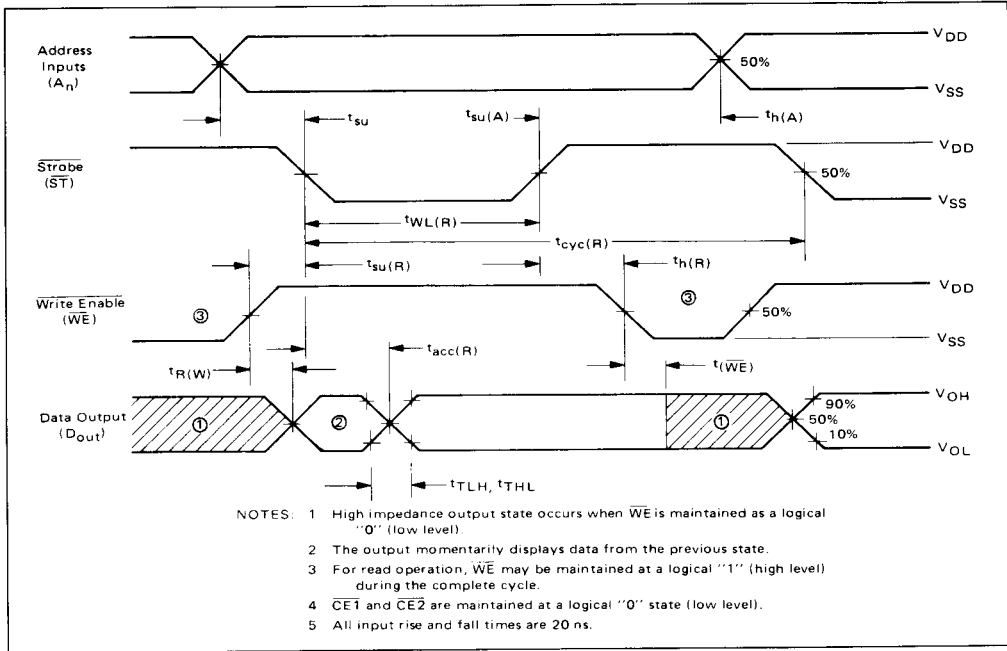 Address
Inputs
(An)
VDD
50%
VSS
tsu
tsu(A)
th(A)
Strobe
(ST)
VDD
50%
VSS
tWL(R)
tcyc(R)
tsu(R)
th(R)
Write Enable
(WE)
③
③
VDD
50%
VSS
tacc(R)
tR(W)
t(WE)
Data Output
(Dout)
①
②
①
VOH
90%
50%
10%
VOL
tTLH, tTHL
NOTES: 1 High impedance output state occurs when WE is maintained as a logical
"0" (low level).
2 The output momentarily displays data from the previous state.
3 For read operation, WE may be maintained at a logical "1" (high level)
during the complete cycle.
4 CE1 and CE2 are maintained at a logical "0" state (low level).
5 All input rise and fall times are 20 ns.